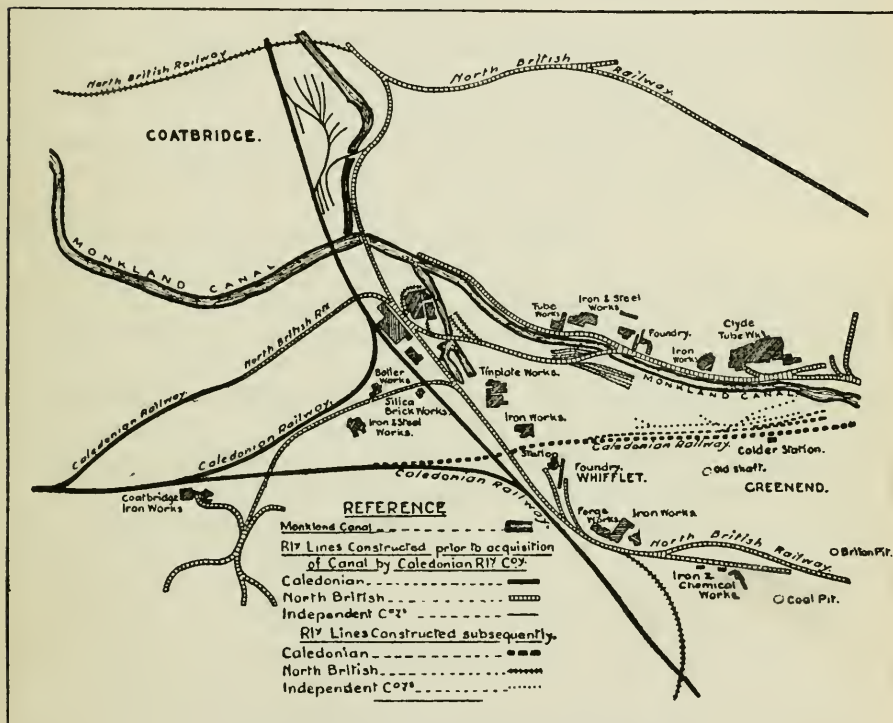 North British Railway.
North British
Railway.
COATBRIDGE.
MONKLAND CANAL
North British Rly
Caledonian Railway.
Caledonian Railway.
Tube
Works
Iron & Steel
Works
Foundry.
Iron
Works
Clyde
Tube Wks.
MONKLAND CANAL.
Boiler
Works
Silica
Brick Works.
Iron & Steel
Works.
Tinplate Works.
Iron Works.
Station
Caledonian Railway.
Calder Station.
Old shaft.
GREENEND.
Foundry.
WHIFFLET.
Caledonian Railway.
Coatbridge
Iron Works
Forge
Works
Iron Works.
North British
Railway.
Briton Pit.
Iron &
Chemical
Works.
Coal Pit.
REFERENCE
Monkland Canal
Rly Lines Constructed prior to acquisition
of Canal by Caledonian Rly Coy.
Caledonian
North British
Independent Coys
Rly Lines Constructed subsequently.
Caledonian
North British
Independent Coys